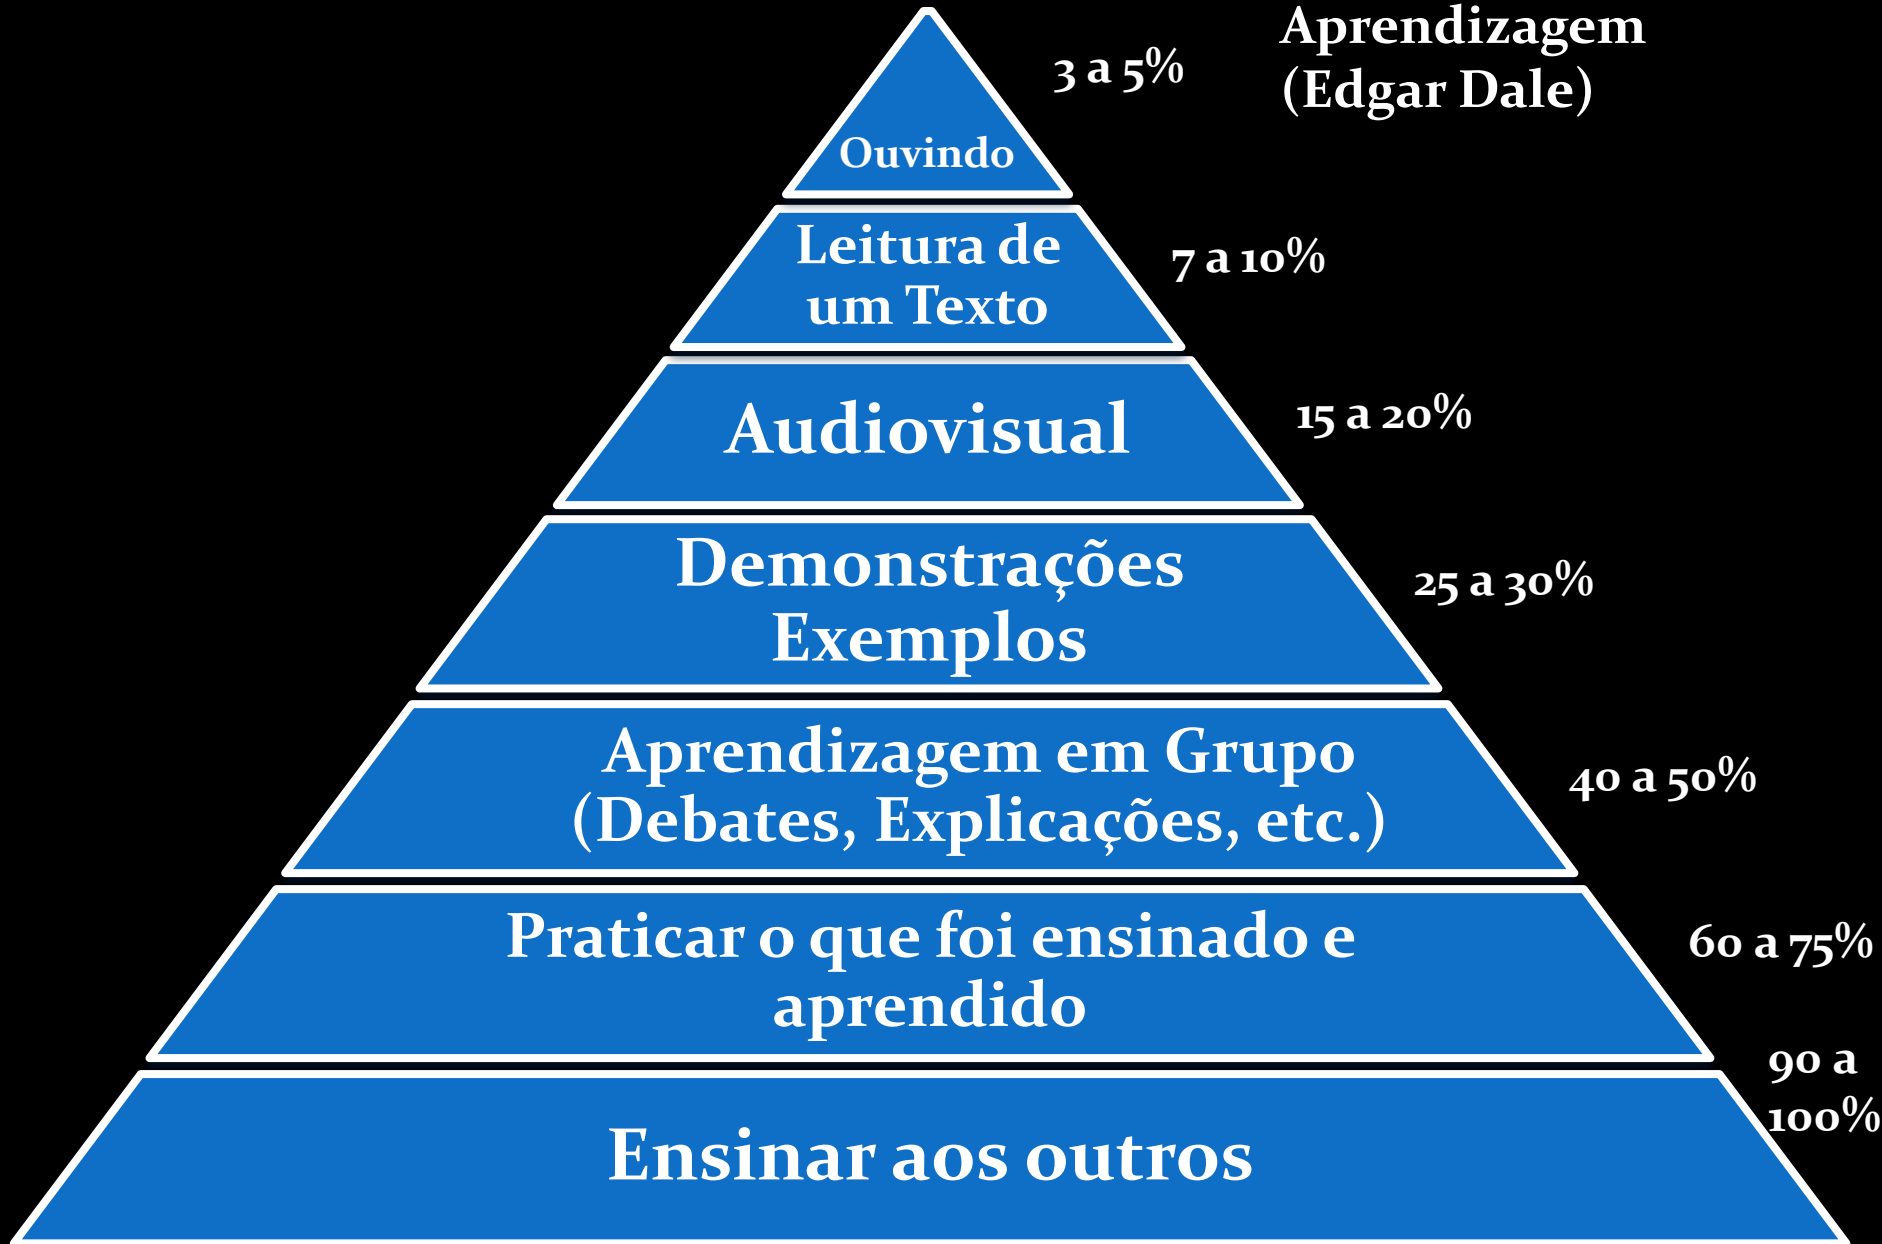 Aprendizagem
(Edgar Dale)
3 a 5%
Ouvindo
Leitura de
um Texto
7 a 10%
Audiovisual
15 a 20%
Demonstrações
Exemplos
25 a 30%
Aprendizagem em Grupo
(Debates, Explicações, etc.)
40 a 50%
Praticar o que foi ensinado e
aprendido
60 a 75%
90 a
100%
Ensinar aos outros